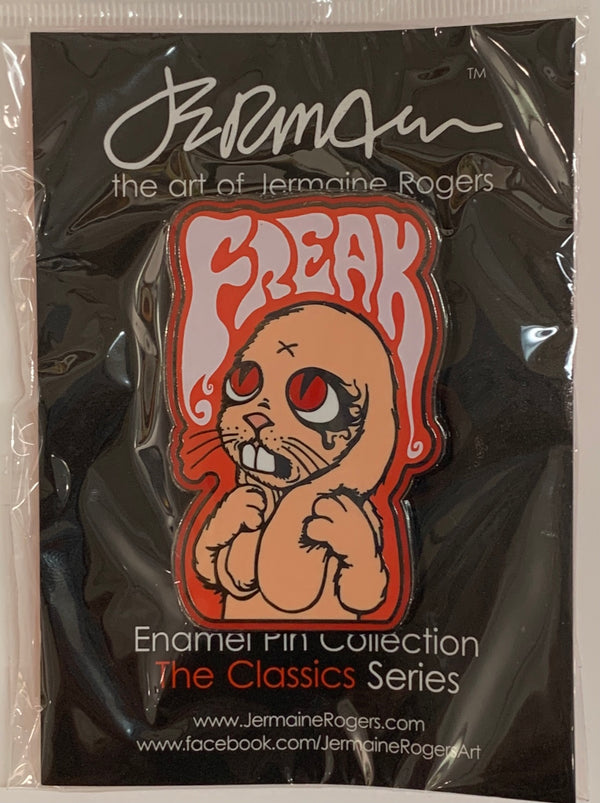 JERMAINE
TM
the art of Jermaine Rogers
FREAK
Enamel Pin Collection
The Classics Series
www.JermaineRogers.com
www.facebook.com/JermaineRogersArt